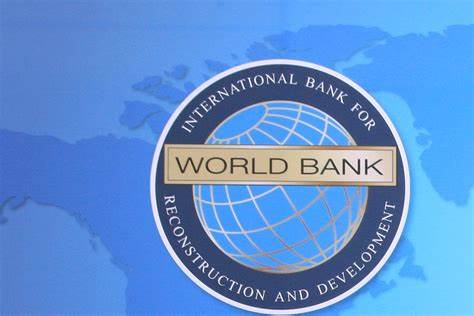 INTERNATIONAL BANK FOR
WORLD BANK
RECONSTRUCTION AND DEVELOPMENT